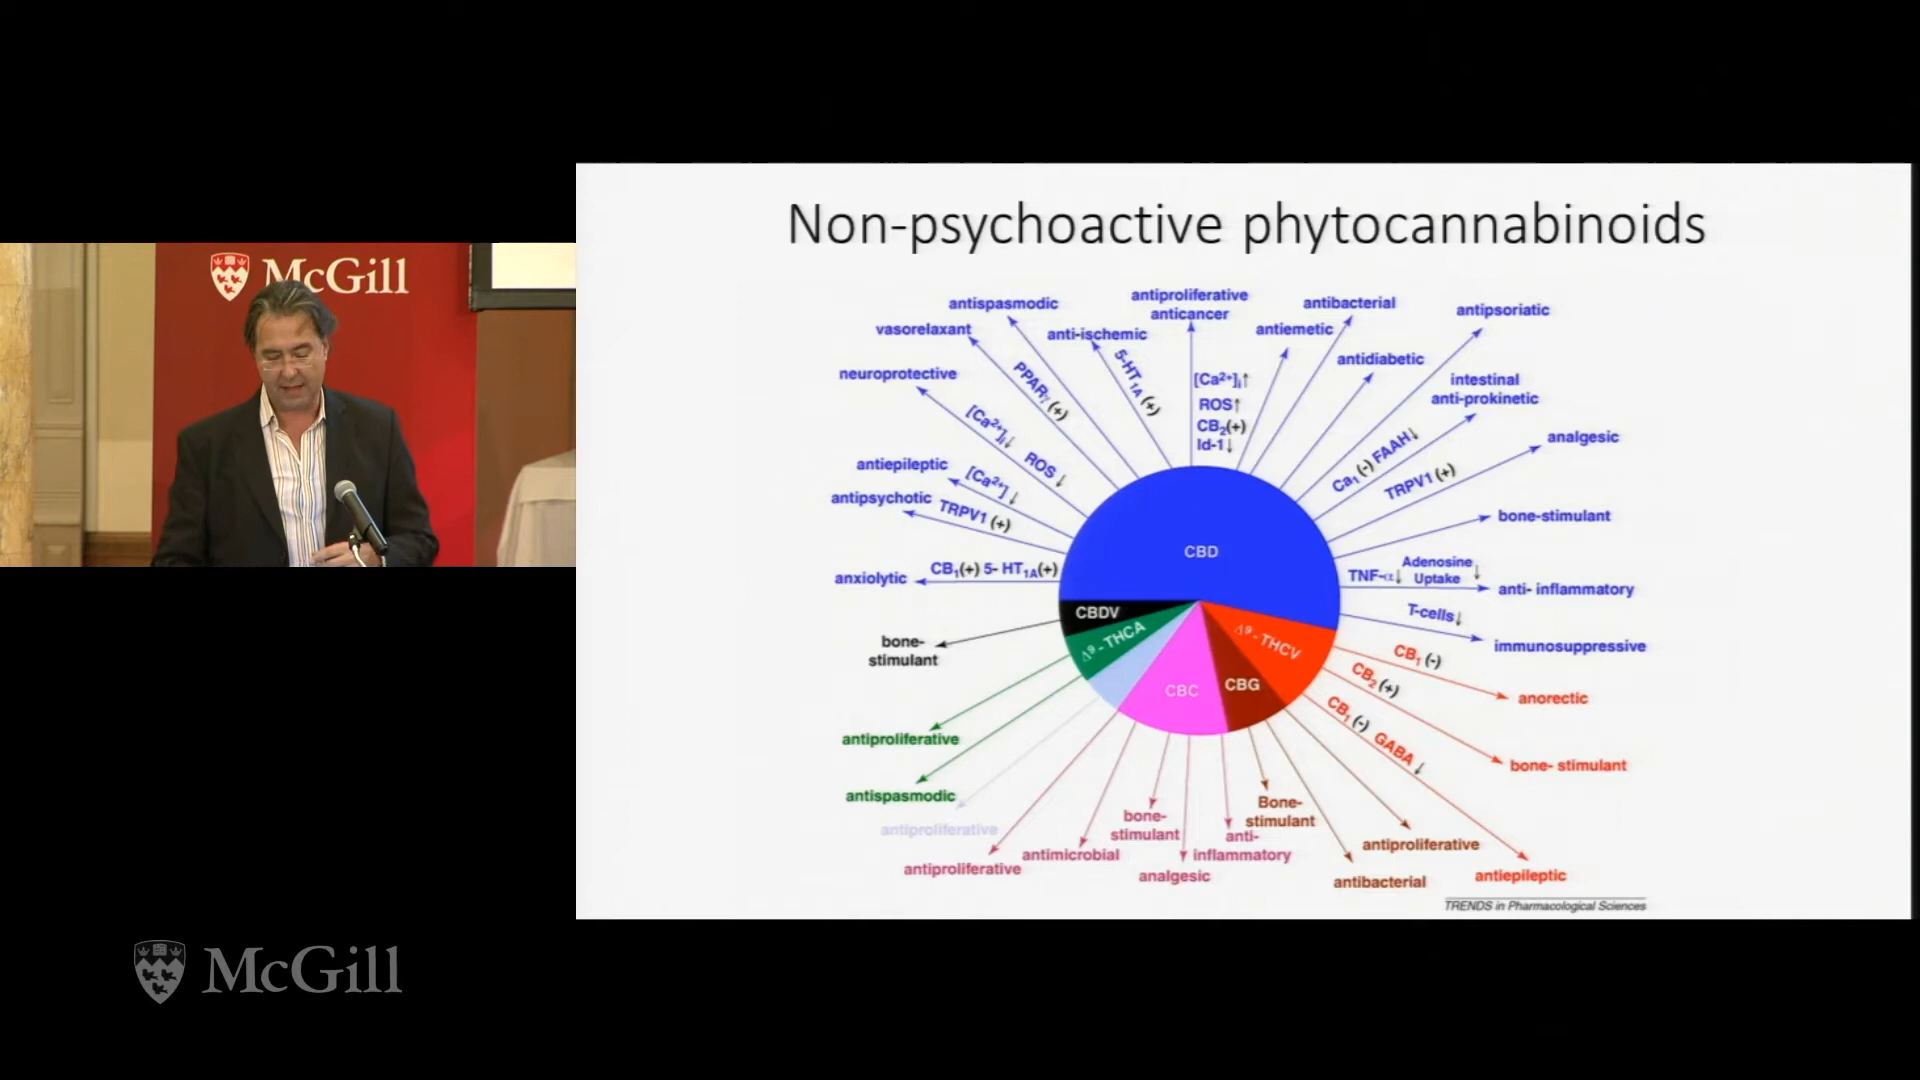 McGill
Non-psychoactive phytocannabinoids
antispasmodic
antiproliferative
anticancer
antibacterial
antipsoriatic
vasorelaxant
anti-ischemic
antiemetic
antidiabetic
neuroprotective
intestinal
anti-prokinetic
analgesic
antiepileptic
antipsychotic
bone-stimulant
anxiolytic
anti- inflammatory
immunosuppressive
PPARγ (+)
5-HT1A (+)
[Ca2+]i↑
ROS↑
CB2(+)
Id-1↓
[Ca2+]i↓ ROS ↓
[Ca2+] ↓
TRPV1 (+)
CB1(+) 5- HT1A(+)
Ca1(-) FAAH↓
TRPV1 (+)
TNF-α↓
Adenosine
Uptake ↓
T-cells↓
CBD
CBDV
Δ9 - THCA
CBC
CBG
Δ9 - THCV
CB1 (-)
CB2 (+)
CB1 (-) GABA ↓
bone-
stimulant
antiproliferative
antispasmodic
antiproliferative
antiproliferative
antimicrobial
bone-
stimulant
analgesic
anti-
inflammatory
Bone-
stimulant
antibacterial
antiproliferative
anorectic
bone- stimulant
antiepileptic
TRENDS in Pharmacological Sciences
McGill